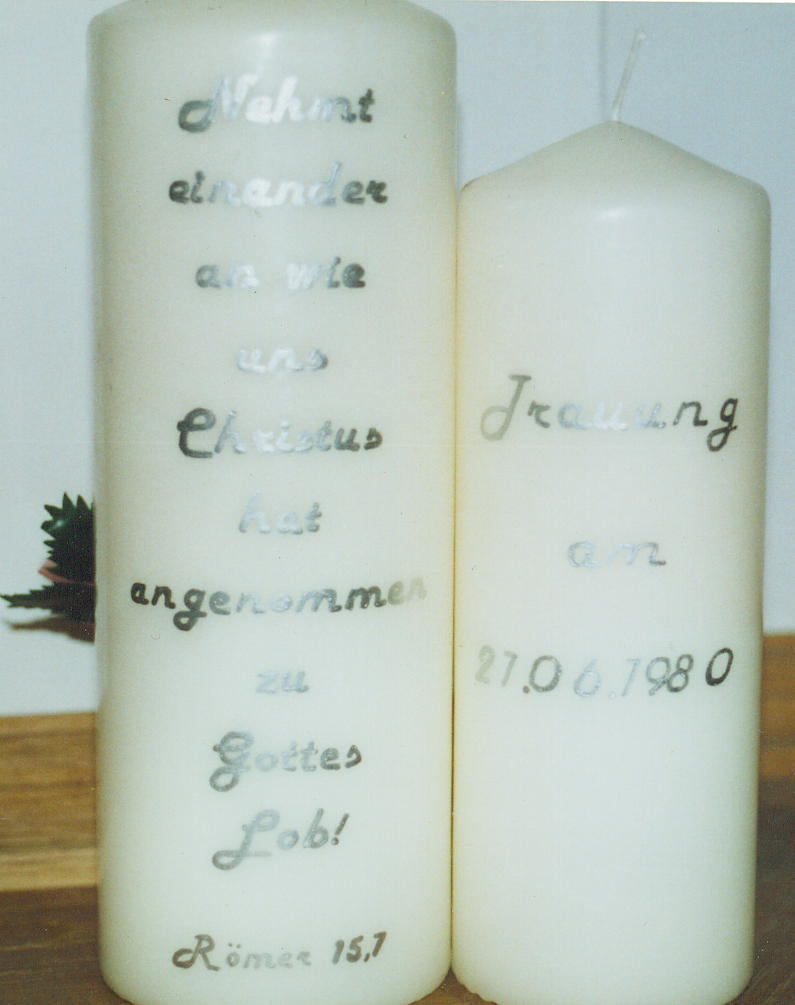 Nehmt
einander
an wie
uns
Christus
hat
angenommen
zu
Gottes
Lob!
Römer 15,7
Trauung
am
21.06.1980